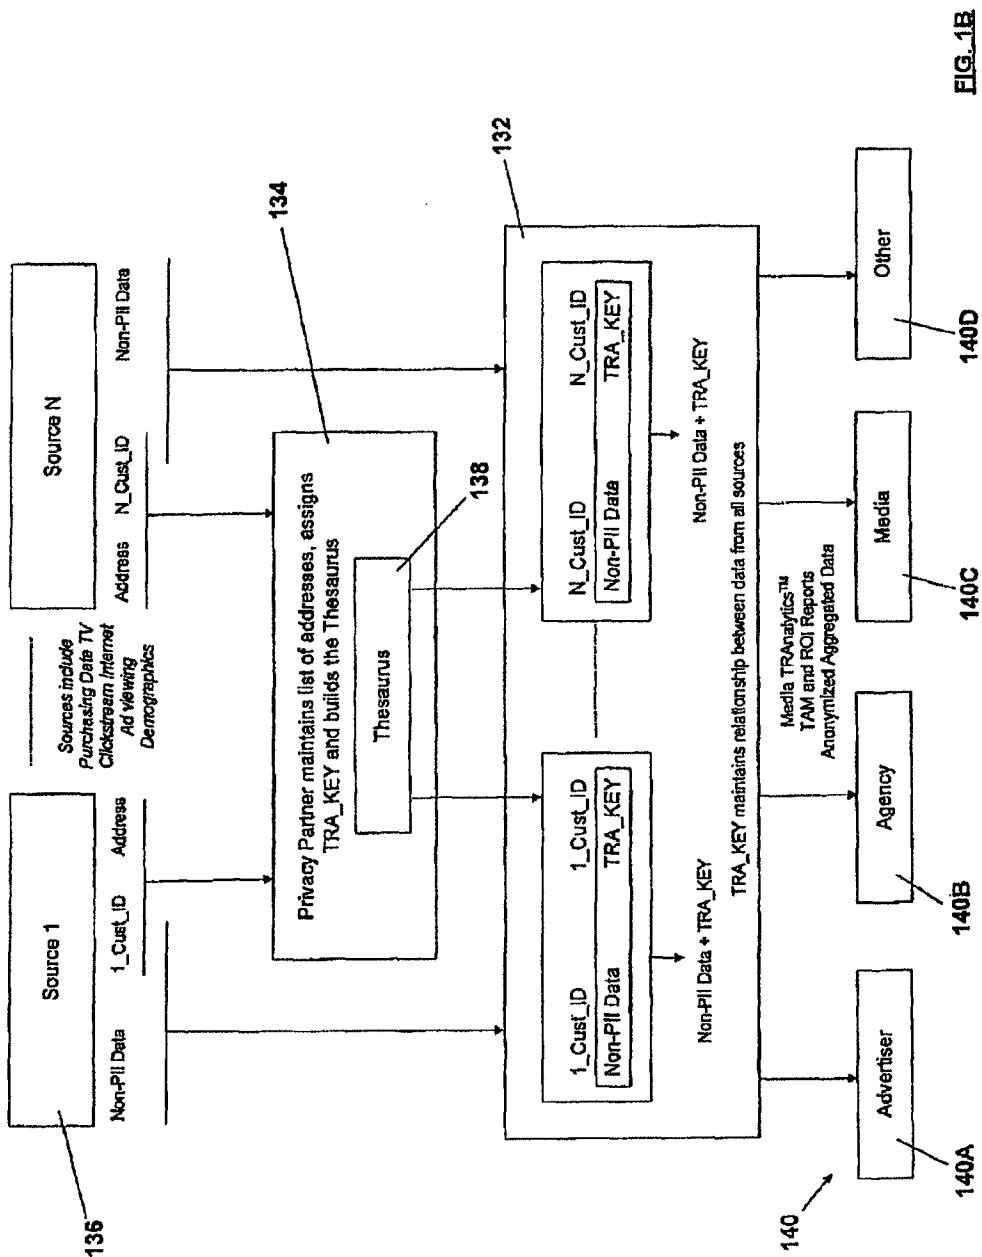 136
Source 1
Non-PII Data
1_Cust_ID
Address
Sources include
Purchasing Data TV
Clickstream Internet
Ad viewing
Demographics
Source N
Address
N_Cust_ID
Non-PII Data
134
Privacy Partner maintains list of addresses, assigns
TRA_KEY and builds the Thesaurus
Thesaurus
138
132
1_Cust_ID
1_Cust_ID
Non-PII Data
TRA_KEY
Non-PII Data + TRA_KEY
N_Cust_ID
N_Cust_ID
Non-PII Data
TRA_KEY
Non-PII Data + TRA_KEY
TRA_KEY maintains relationship between data from all sources
Media TRAnalytics™
TAM and ROI Reports
Anonymized Aggregated Data
140
Advertiser
140A
Agency
140B
Media
140C
Other
140D
FIG. 1B